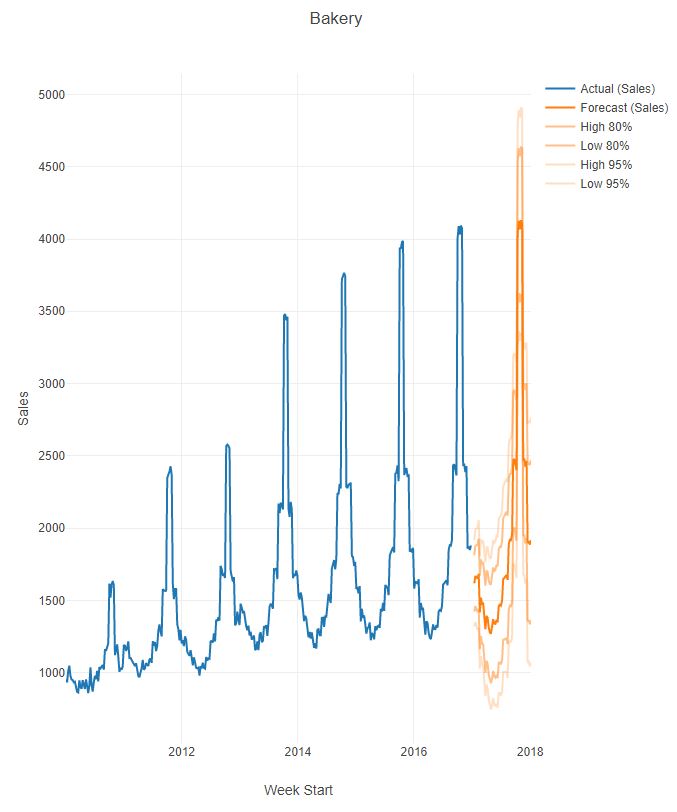 Bakery
Actual (Sales)
Forecast (Sales)
High 80%
Low 80%
High 95%
Low 95%
5000
4500
4000
3500
3000
2500
2000
1500
1000
Sales
2012
2014
2016
2018
Week Start